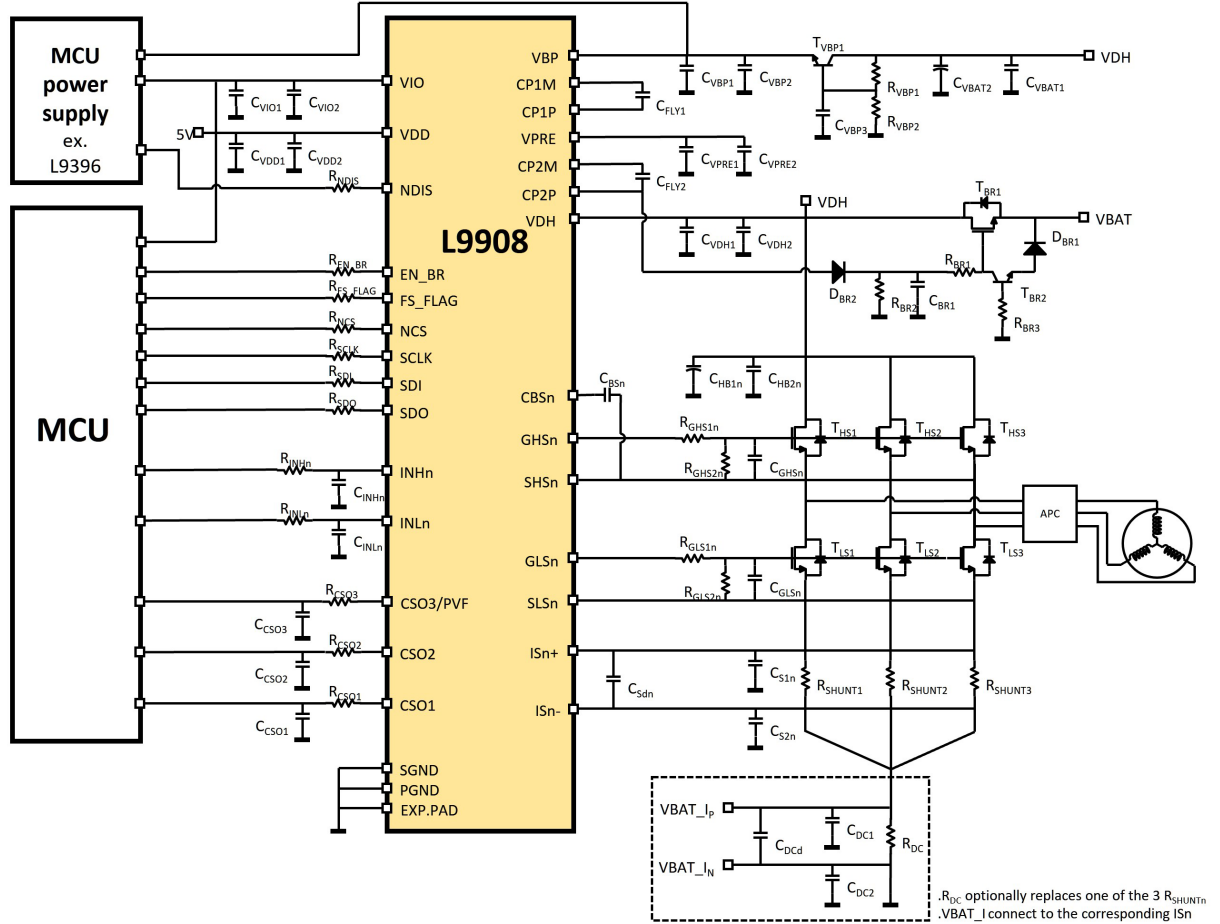 MCU
power
supply
ex.
L9396
5V
MCU
L9908
VIO
VDD
NDIS
EN_BR
FS_FLAG
NCS
SCLK
SDI
SDO
INHn
INLn
CSO3/PVF
CSO2
CSO1
SGND
PGND
EXP.PAD
VBP
CP1M
CP1P
VPRE
CP2M
CP2P
VDH
CBSn
GHSn
SHSn
GLSn
SLSn
ISn+
ISn-
CVIO1
CVIO2
CVDD1
CVDD2
RNDIS
REN_BR
RFS_FLAG
RNCS
RSCLK
RSDI
RSDO
RINHn
CINHn
RINLn
CINLn
RCSO3
CCSO3
RCSO2
CCSO2
RCSO1
CCSO1
CVBP1
CVBP2
TVBP1
CVBP3
RVBP1
RVBP2
CVBAT2
CVBAT1
VDH
CFLY1
CVPRE1
CVPRE2
CFLY2
VDH
CVDH1
CVDH2
TBR1
VBAT
DBR1
DBR2
RBR2
CBR1
RBR1
TBR2
RBR3
CBSn
CHB1n
CHB2n
RGHS1n
RGHS2n
CGHSn
THS1
THS2
THS3
APC
RGLS1n
RGLS2n
CGLSn
TLS1
TLS2
TLS3
CSdn
CS1n
CS2n
RSHUNT1
RSHUNT2
RSHUNT3
VBAT_IP
VBAT_IN
CDCd
CDC1
CDC2
RDC
.RDC optionally replaces one of the 3 RSHUNTn
.VBAT_I connect to the corresponding ISn